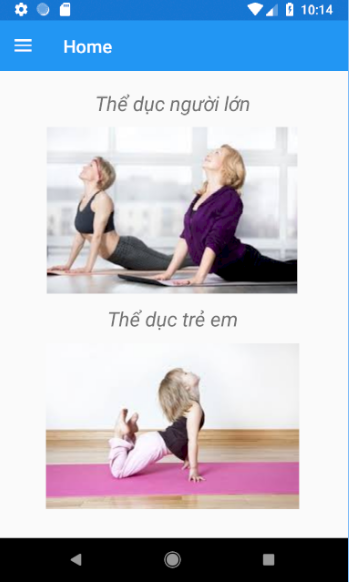 10:14
Home
Thể dục người lớn
Thể dục trẻ em